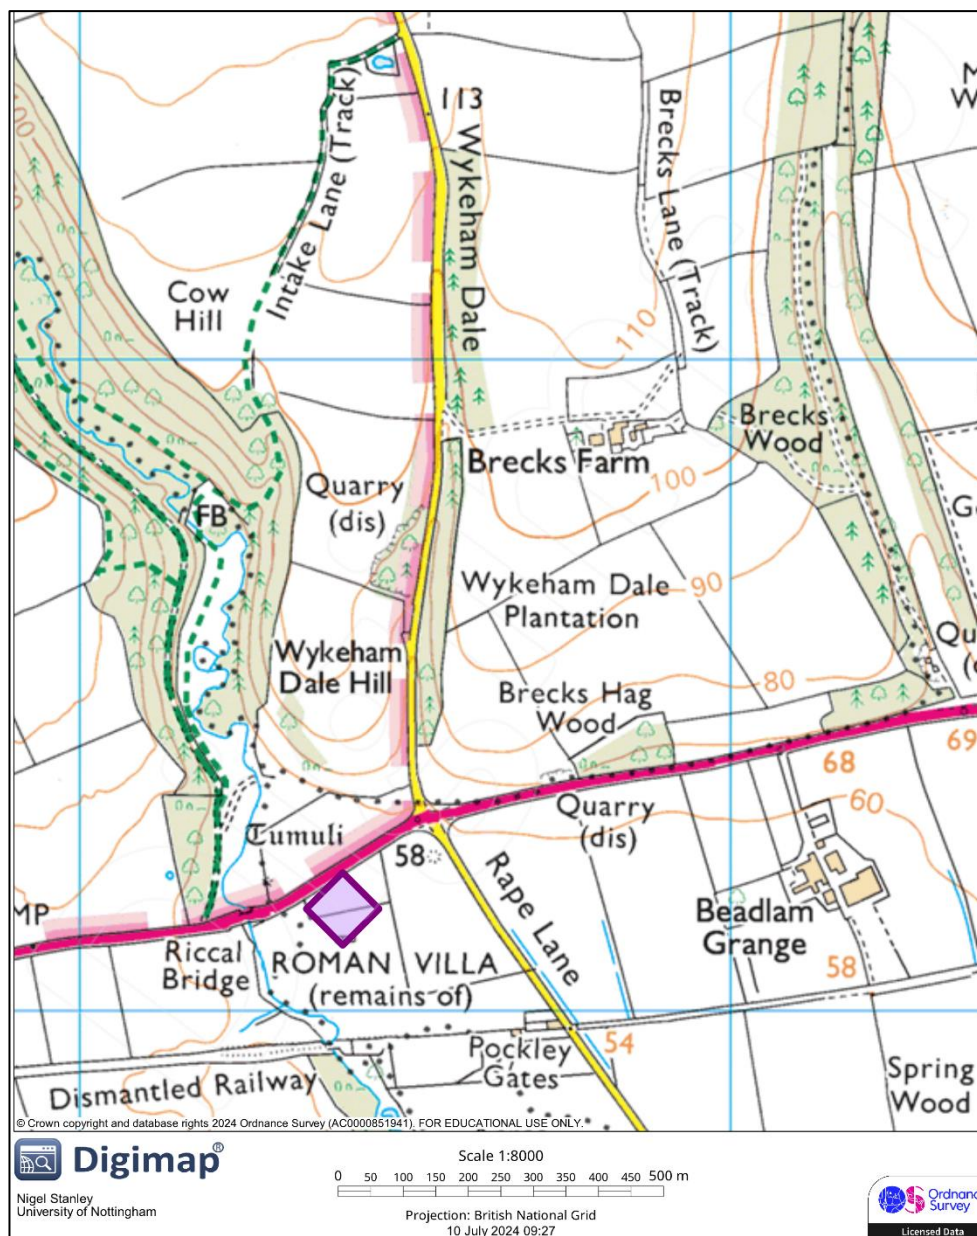 113
Wykeham Dale
Brecks Lane (Track)
Intake Lane (Track)
Cow
Hill
110
Brecks
Wood
Brecks Farm
Quarry
(dis)
100
FB
Wykeham Dale
Plantation
90
Wykeham
Dale Hill
Brecks Hag
Wood
80
68
69
60
Tumuli
58
Quarry
(dis)
MP
Rape Lane
Beadlam
Grange
Riccal
Bridge
ROMAN VILLA
(remains of)
58
54
Pockley
Gates
Dismantled Railway
Spring
Wood
© Crown copyright and database rights 2024 Ordnance Survey (AC0000851941). FOR EDUCATIONAL USE ONLY.
Digimap®
Nigel Stanley
University of Nottingham
Scale 1:8000
0 50 100 150 200 250 300 350 400 450 500 m
Projection: British National Grid
10 July 2024 09:27
Ordnance
Survey
Licensed Data